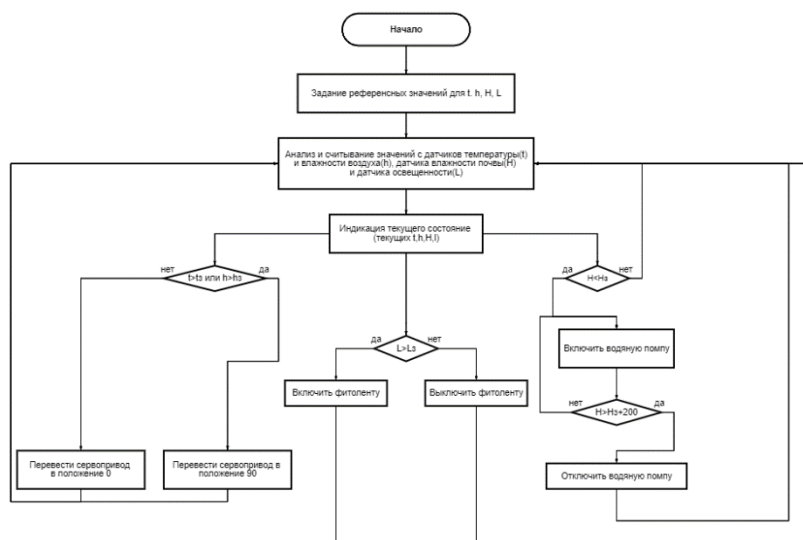 Начало
Задание референсных значений для t. h, H, L
Анализ и считывание значений с датчиков температуры(t)
и влажности воздуха(h), датчика влажности почвы(H)
и датчика освещенности(L)
Индикация текущего состояния
(текущих t,h,H,l)
нет
t>tз или h>hз
да
да
H<Hз
нет
да
L>Lз
нет
Включить водяную помпу
Включить фитоленту
Выключить фитоленту
нет
H>Hз+200
да
Перевести сервопривод
в положение 0
Перевести сервопривод в
положение 90
Отключить водяную помпу